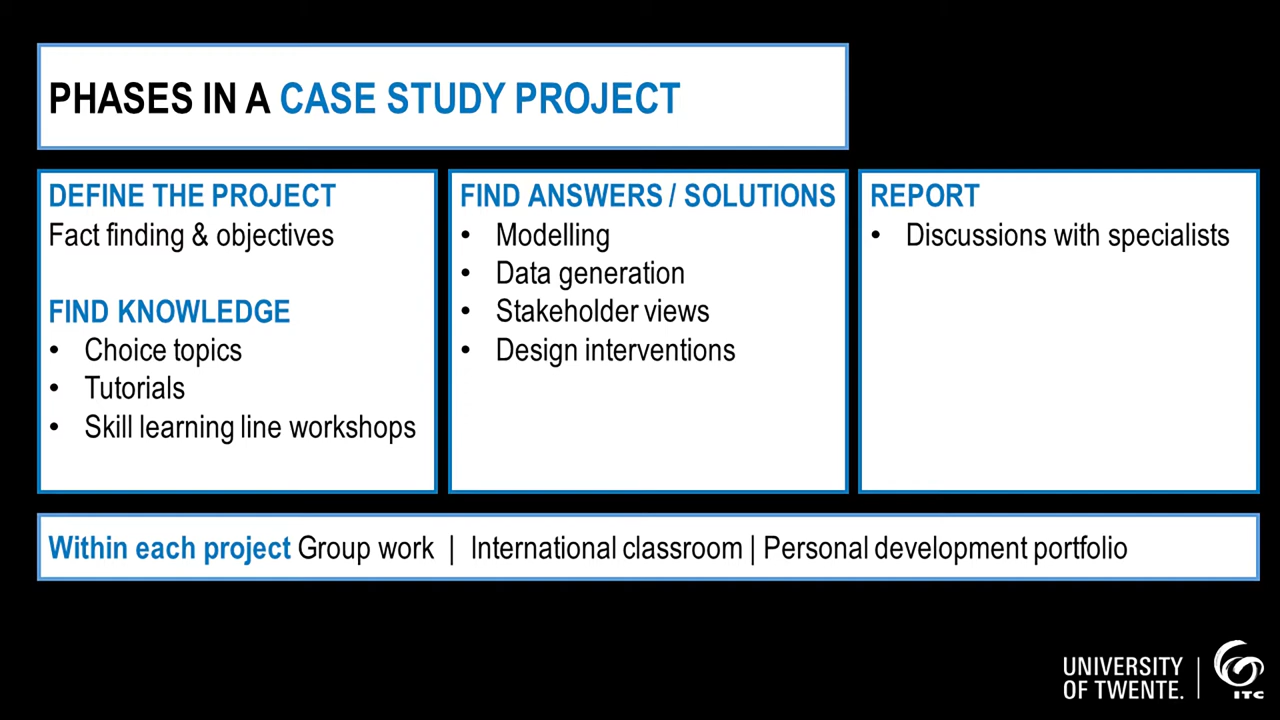 PHASES IN A CASE STUDY PROJECT
DEFINE THE PROJECT
Fact finding & objectives
FIND KNOWLEDGE
• Choice topics
• Tutorials
• Skill learning line workshops
FIND ANSWERS / SOLUTIONS
• Modelling
• Data generation
• Stakeholder views
• Design interventions
REPORT
• Discussions with specialists
Within each project Group work | International classroom | Personal development portfolio
UNIVERSITY
OF TWENTE.
ITC